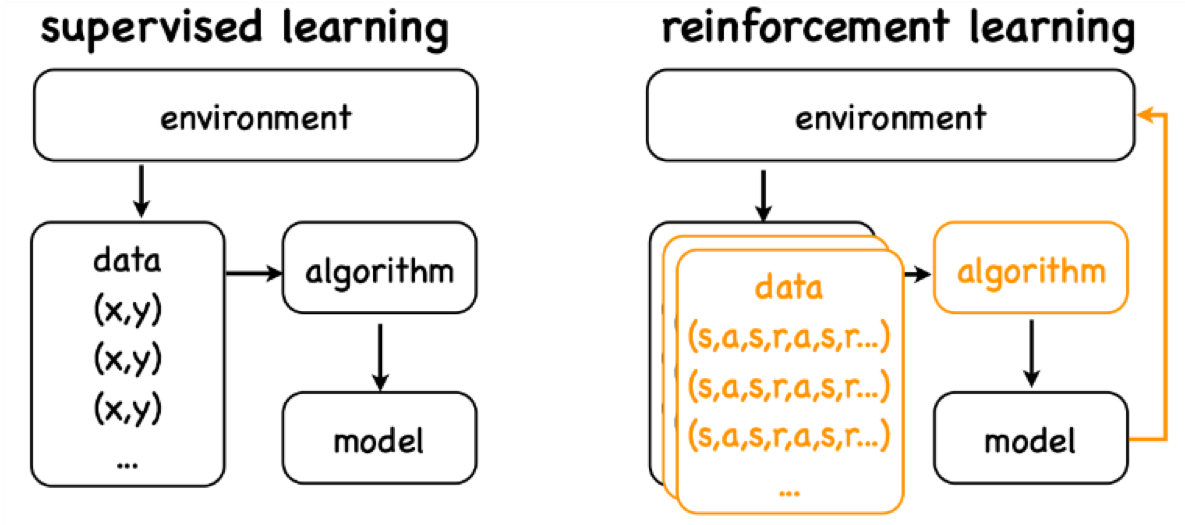 supervised learning
environment
data
(x,y)
(x,y)
(x,y)
...
algorithm
model
reinforcement learning
environment
data
(s,a,s,r,a,s,r...)
(s,a,s,r,a,s,r...)
(s,a,s,r,a,s,r...)
...
algorithm
model